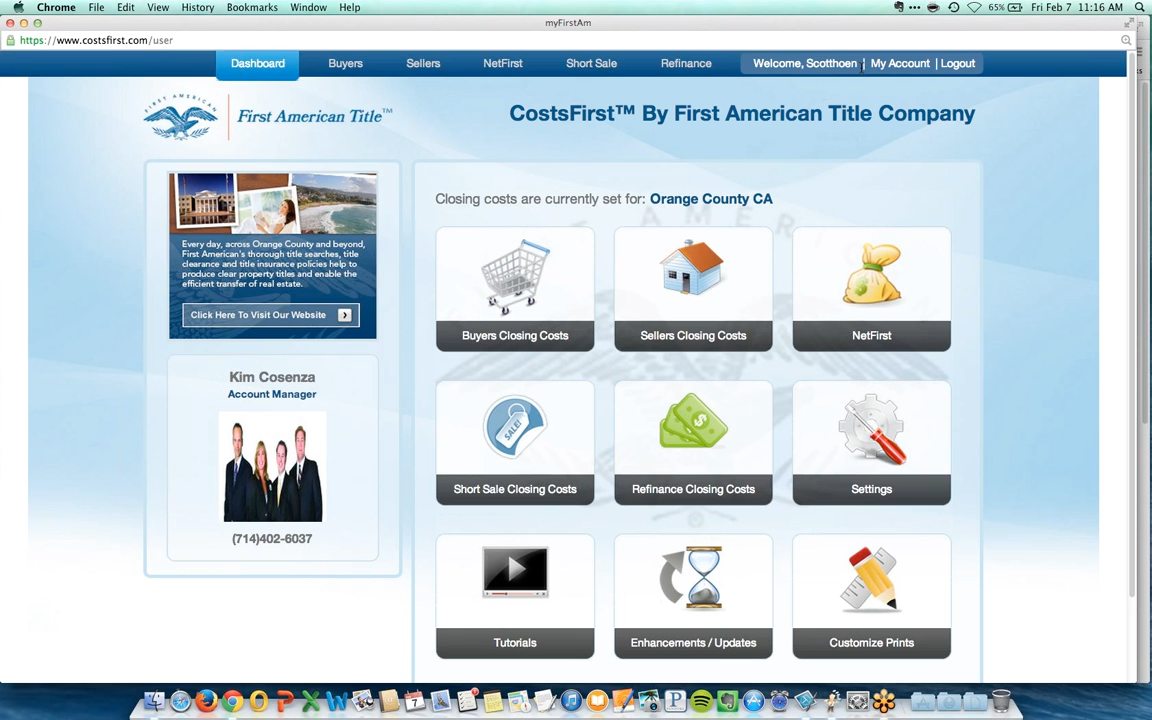 Chrome File Edit View History Bookmarks Window Help 65% Fri Feb 7 11:16 AM
myFirstAm
https://www.costsfirst.com/user
Dashboard Buyers Sellers NetFirst Short Sale Refinance Welcome, Scotthoen | My Account | Logout
FIRST AMERICAN
First American Title™
CostsFirst™ By First American Title Company
Closing costs are currently set for: Orange County CA
Every day, across Orange County and beyond,
First American's thorough title searches, title
clearance and title insurance policies help to
produce clear property titles and enable the
efficient transfer of real estate.
Click Here To Visit Our Website
Kim Cosenza
Account Manager
(714)402-6037
Buyers Closing Costs
Sellers Closing Costs
NetFirst
SALE!
Short Sale Closing Costs
Refinance Closing Costs
Settings
Tutorials
Enhancements / Updates
Customize Prints